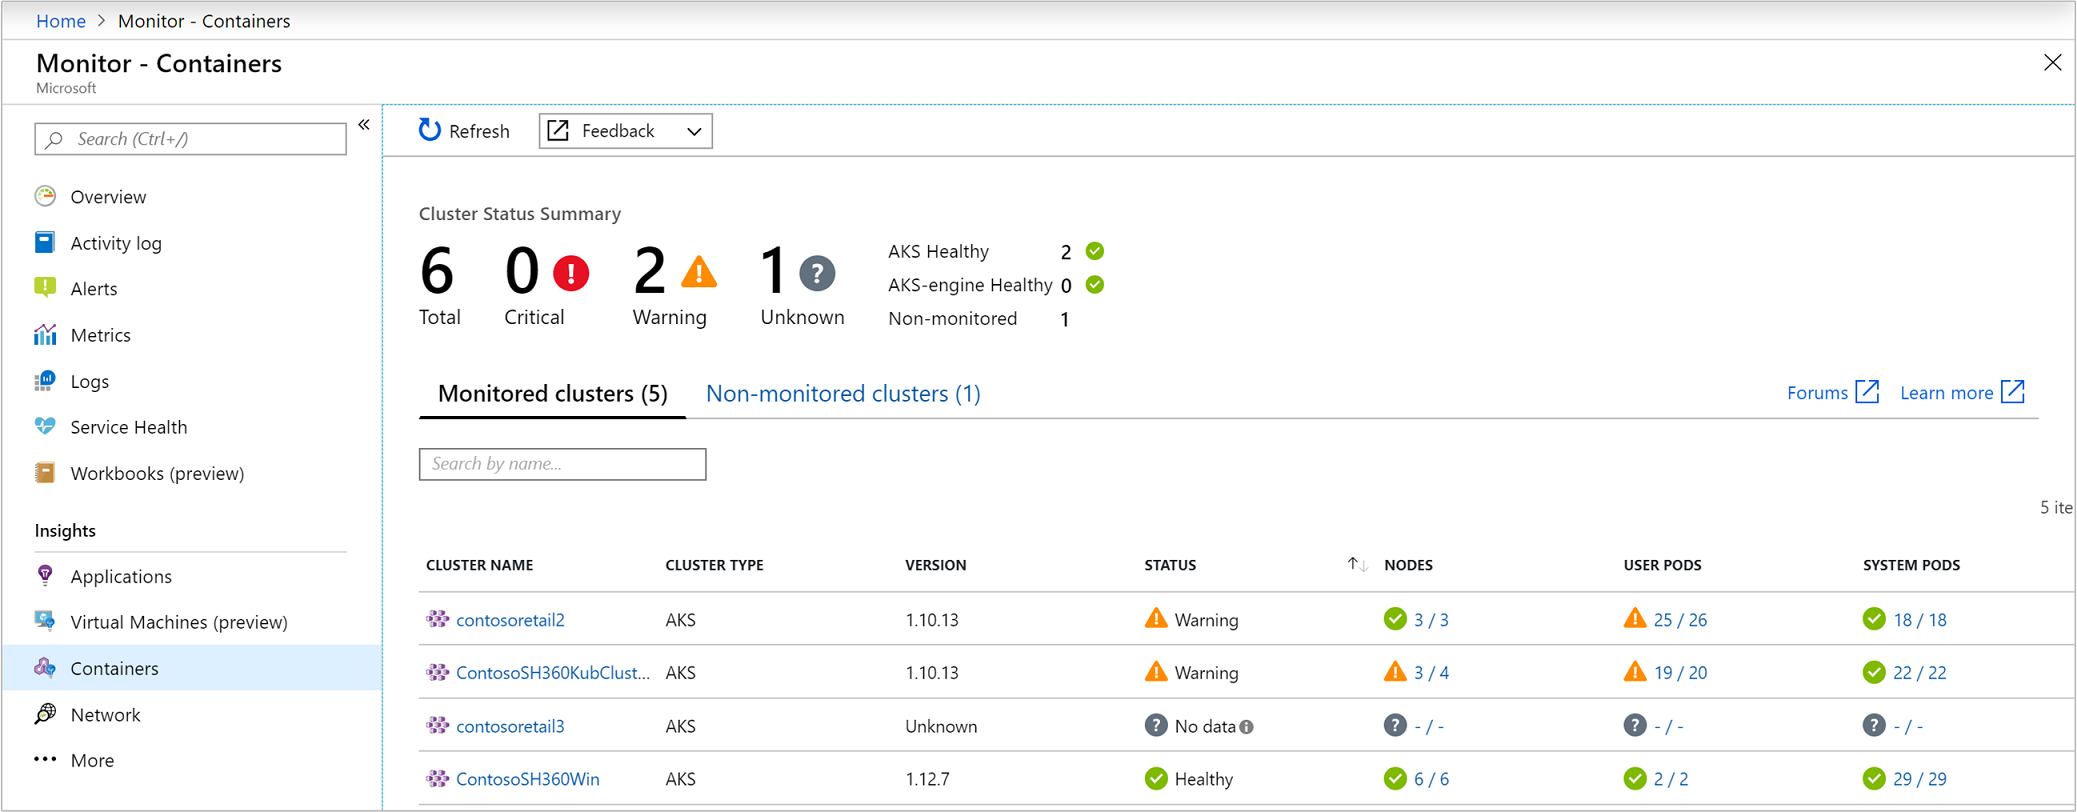 Home > Monitor - Containers
Monitor - Containers
Microsoft
Search (Ctrl+/)
«
Overview
Activity log
Alerts
Metrics
Logs
Service Health
Workbooks (preview)
Insights
Applications
Virtual Machines (preview)
Containers
Network
More
Refresh
Feedback
Cluster Status Summary
6 0 2 1
Total Critical Warning Unknown
AKS Healthy 2
AKS-engine Healthy 0
Non-monitored 1
Monitored clusters (5) Non-monitored clusters (1) Forums Learn more
Search by name...
5 ite
CLUSTER NAME CLUSTER TYPE VERSION STATUS NODES USER PODS SYSTEM PODS
contosoretail2 AKS 1.10.13 Warning 3 / 3 25 / 26 18 / 18
ContosoSH360KubClust... AKS 1.10.13 Warning 3 / 4 19 / 20 22 / 22
contosoretail3 AKS Unknown No data - / - - / - - / -
ContosoSH360Win AKS 1.12.7 Healthy 6 / 6 2 / 2 29 / 29